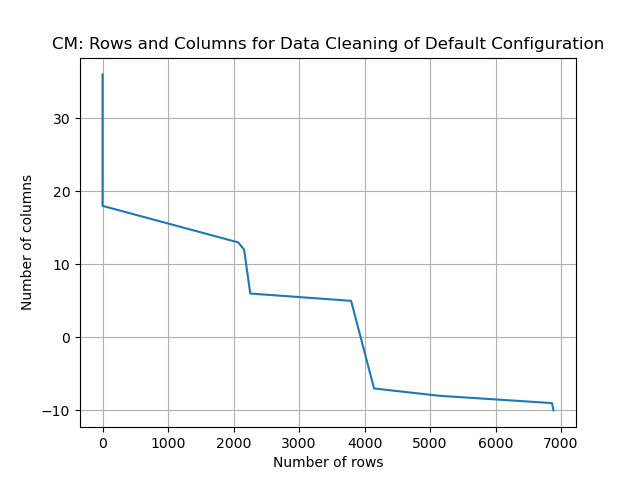 CM: Rows and Columns for Data Cleaning of Default Configuration
Number of columns
30
20
10
0
−10
0 1000 2000 3000 4000 5000 6000 7000
Number of rows